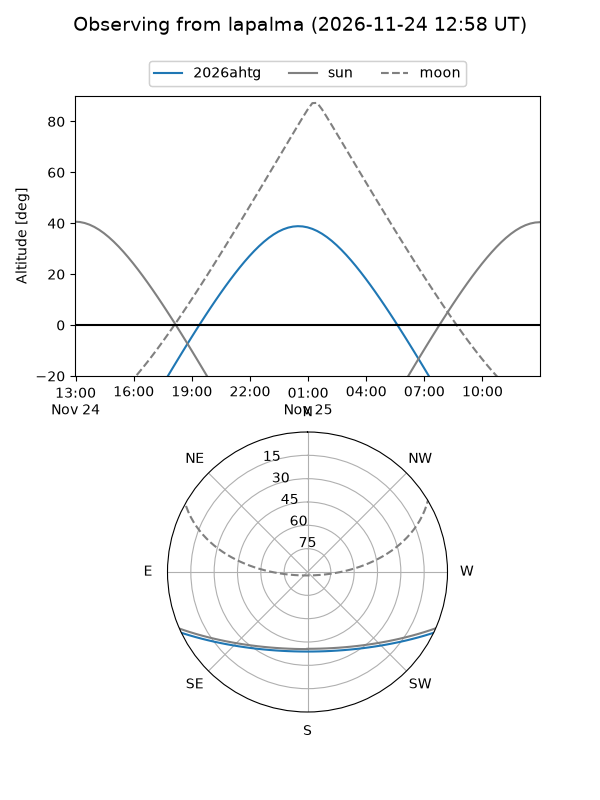 Observing from lapalma (2026-11-24 12:58 UT)
2026ahtg sun moon
Altitude [deg]
80
60
40
20
0
−20
13:00 16:00 19:00 22:00 01:00 04:00 07:00 10:00
Nov 24 Nov 25
N
NE NW
15
30
45
60
75
E W
SE SW
S